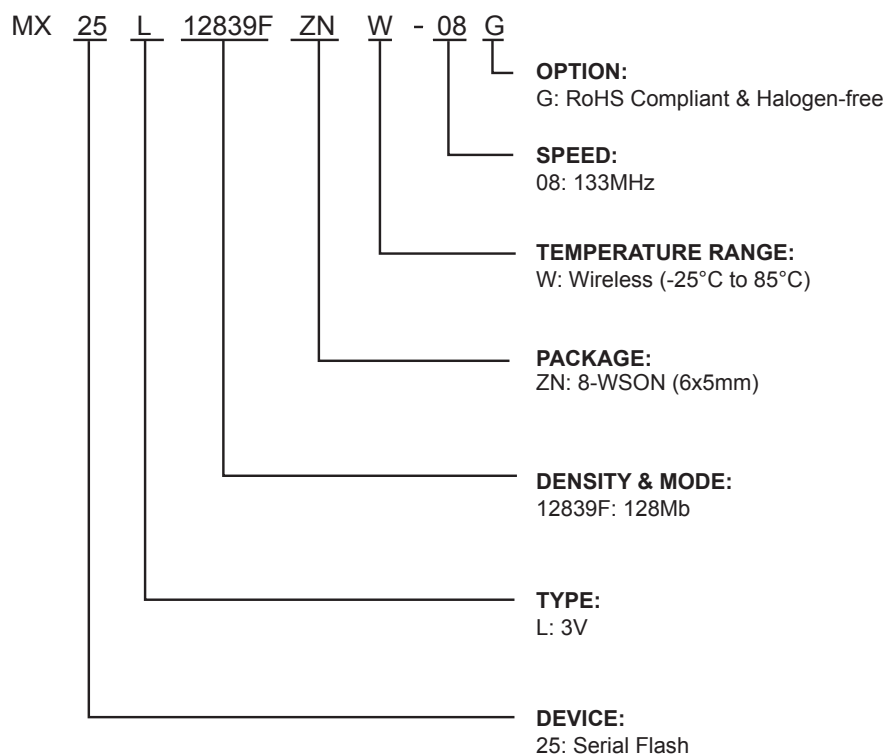 MX 25 L 12839F ZN W - 08 G
OPTION:
G: RoHS Compliant & Halogen-free
SPEED:
08: 133MHz
TEMPERATURE RANGE:
W: Wireless (-25°C to 85°C)
PACKAGE:
ZN: 8-WSON (6x5mm)
DENSITY & MODE:
12839F: 128Mb
TYPE:
L: 3V
DEVICE:
25: Serial Flash